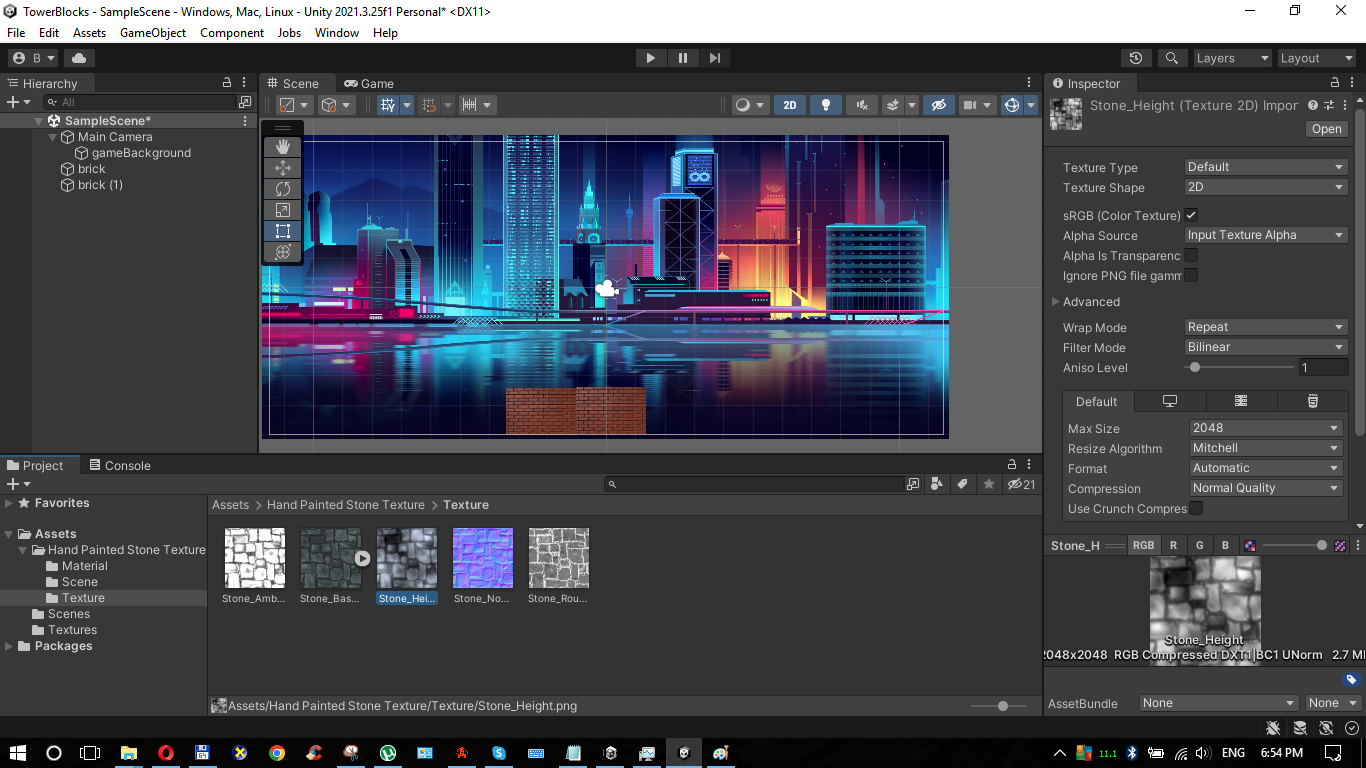 TowerBlocks - SampleScene - Windows, Mac, Linux - Unity 2021.3.25f1 Personal* <DX11>
File Edit Assets GameObject Component Jobs Window Help
B Layers Layout
Hierarchy
All
SampleScene*
Main Camera
gameBackground
brick
brick (1)
Scene Game
2D
Inspector
Stone_Height (Texture 2D) Impor
Open
Texture Type Default
Texture Shape 2D
sRGB (Color Texture)
Alpha Source Input Texture Alpha
Alpha Is Transparenc
Ignore PNG file gamm
Advanced
Wrap Mode Repeat
Filter Mode Bilinear
Aniso Level 1
Default
Max Size 2048
Resize Algorithm Mitchell
Format Automatic
Compression Normal Quality
Use Crunch Compres
Stone_H RGB R G B
Stone_Height
2048x2048 RGB Compressed DXT1|BC1 UNorm 2.7 M
AssetBundle None None
Project Console
21
Favorites
Assets
Hand Painted Stone Texture
Material
Scene
Texture
Scenes
Textures
Packages
Assets > Hand Painted Stone Texture > Texture
Stone_Amb... Stone_Bas... Stone_Hei... Stone_No... Stone_Rou...
Assets/Hand Painted Stone Texture/Texture/Stone_Height.png
64 11.1 ENG 6:54 PM